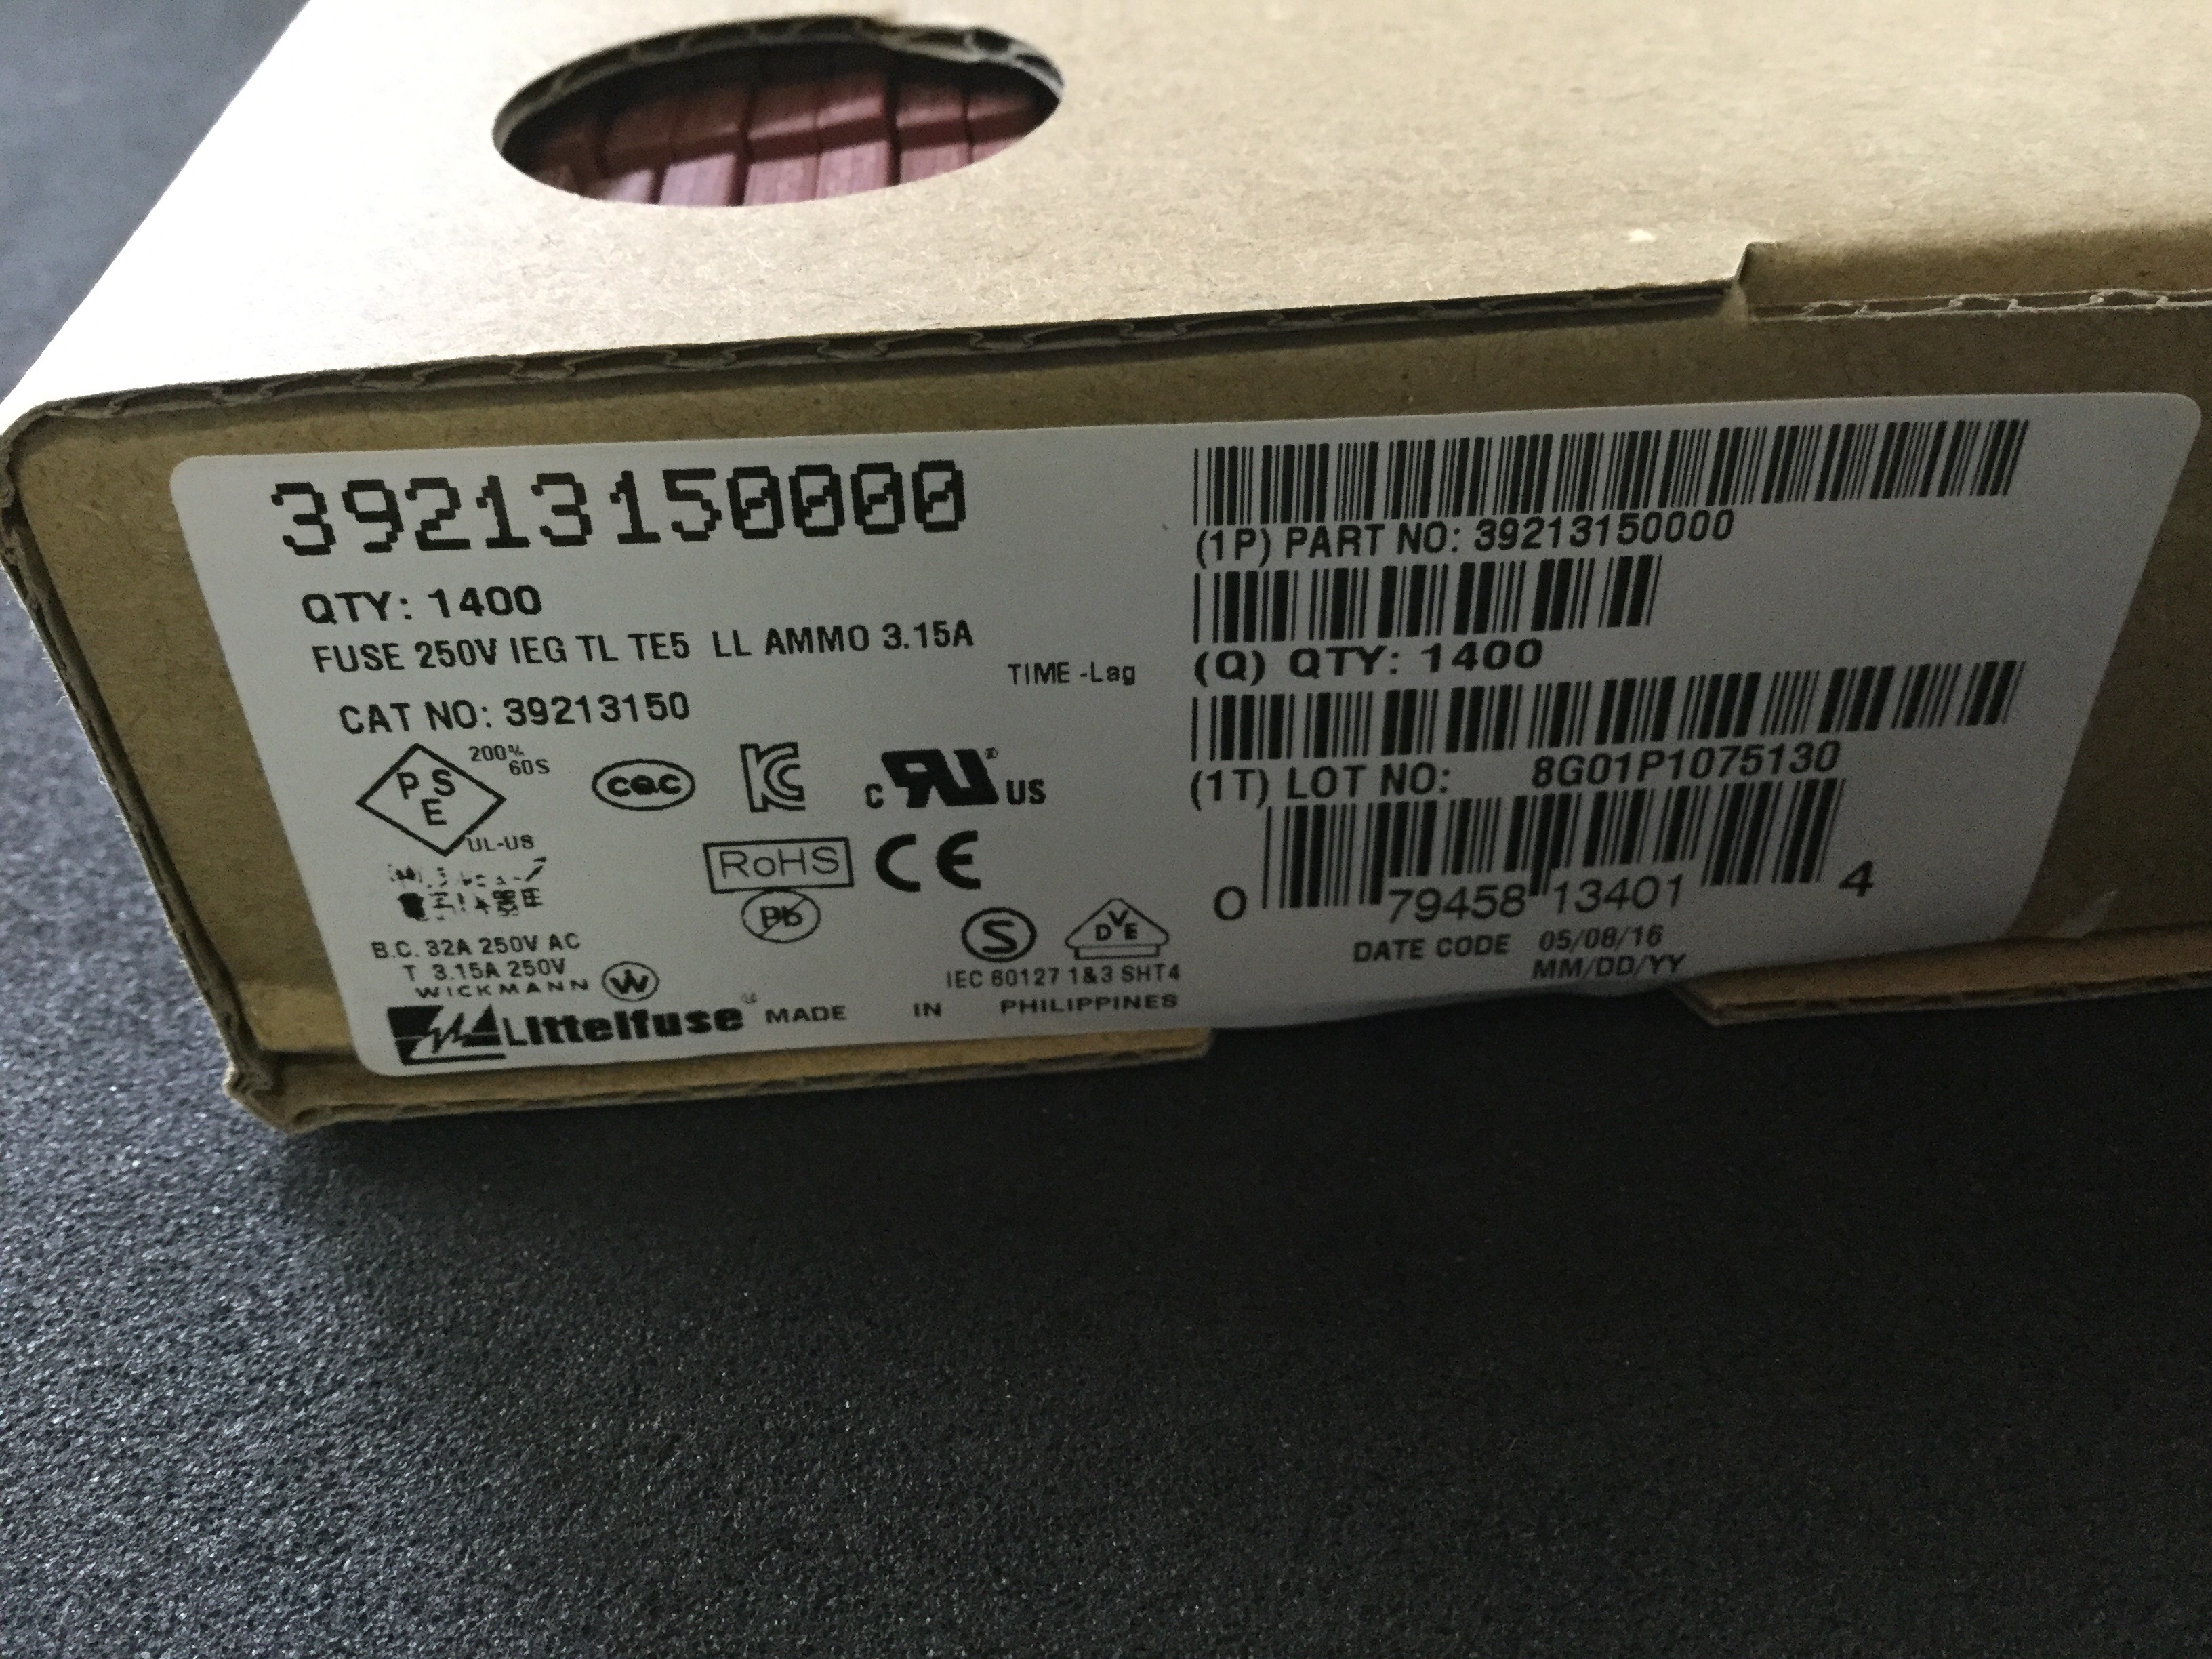 39213150000
QTY: 1400
FUSE 250V IEG TL TE5 LL AMMO 3.15A
TIME -Lag
CAT NO: 39213150
PSE
200%
60S
cqc
KC
c RU ® US
UL-US
RoHS
CE
Pb
B.C. 32A 250V AC
T 3.15A 250V
WICKMANN W
S
VDE
IEC 60127 1&3 SHT4
Littelfuse ® MADE IN PHILIPPINES
(1P) PART NO: 39213150000
(Q) QTY: 1400
(1T) LOT NO: 8G01P1075130
0 79458 13401 4
DATE CODE 05/08/16
MM/DD/YY